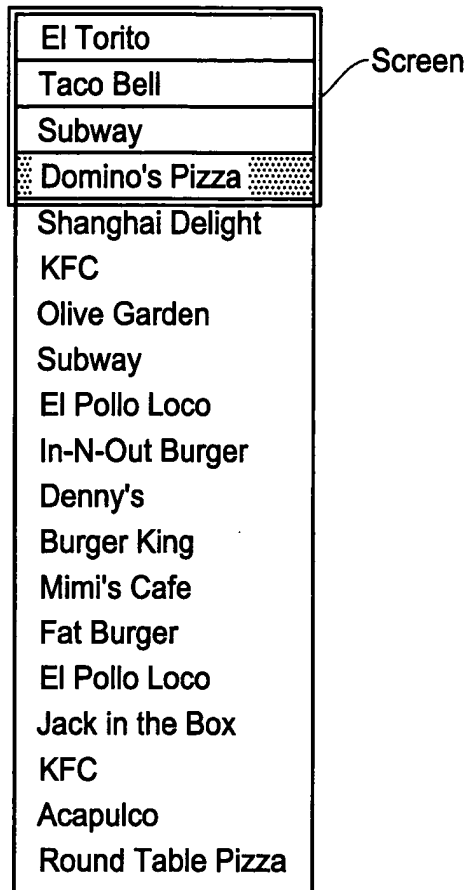 El Torito
Screen
Taco Bell
Subway
Domino's Pizza
Shanghai Delight
KFC
Olive Garden
Subway
El Pollo Loco
In-N-Out Burger
Denny's
Burger King
Mimi's Cafe
Fat Burger
El Pollo Loco
Jack in the Box
KFC
Acapulco
Round Table Pizza